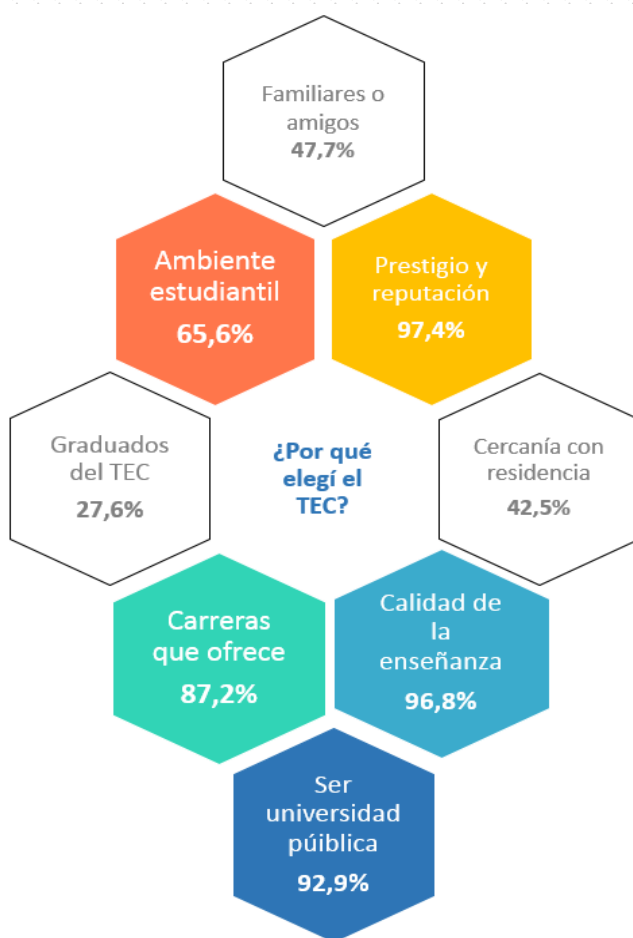 Familiares o
amigos
47,7%
Ambiente
estudiantil
65,6%
Prestigio y
reputación
97,4%
Graduados
del TEC
27,6%
¿Por qué
elegí el
TEC?
Cercanía con
residencia
42,5%
Carreras
que ofrece
87,2%
Calidad de
la
enseñanza
96,8%
Ser
universidad
púiblica
92,9%